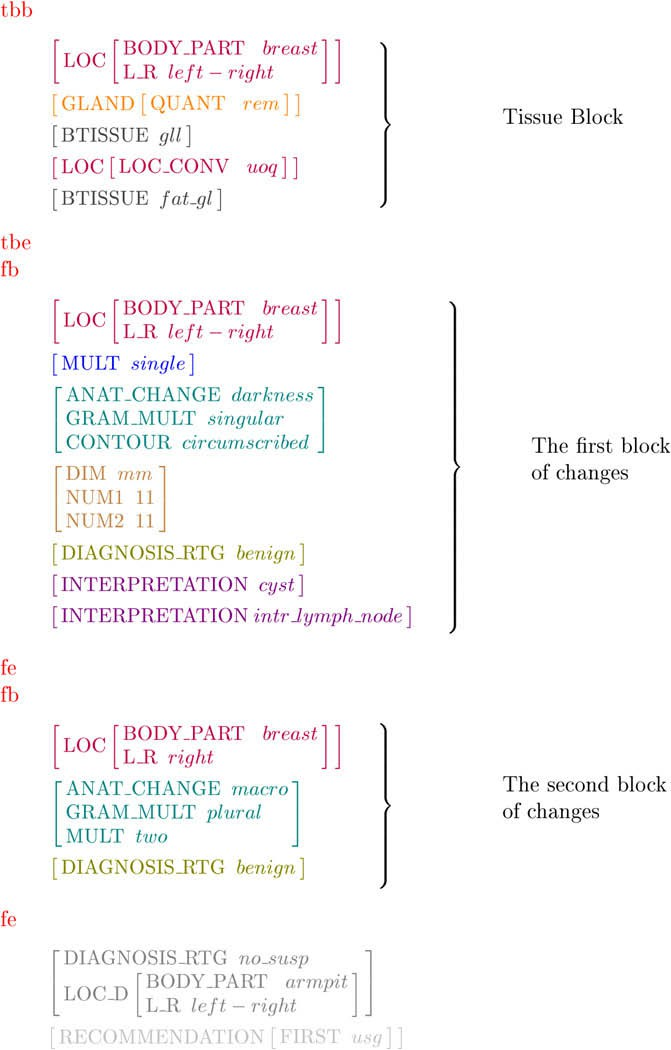 tbb
[LOC [BODY_PART breast
L_R left − right]]
[GLAND [QUANT rem]]
[BTISSUE gll]
[LOC [LOC_CONV uoq]]
[BTISSUE fat_gl]
Tissue Block
tbe
fb
[LOC [BODY_PART breast
L_R left − right]]
[MULT single]
[ANAT_CHANGE darkness
GRAM_MULT singular
CONTOUR circumscribed]
[DIM mm
NUM1 11
NUM2 11]
[DIAGNOSIS_RTG benign]
[INTERPRETATION cyst]
[INTERPRETATION intr_lymph_node]
The first block
of changes
fe
fb
[LOC [BODY_PART breast
L_R right]]
[ANAT_CHANGE macro
GRAM_MULT plural
MULT two]
[DIAGNOSIS_RTG benign]
The second block
of changes
fe
[DIAGNOSIS_RTG no_susp
LOC_D [BODY_PART armpit
L_R left − right]]
[RECOMMENDATION [FIRST usg]]